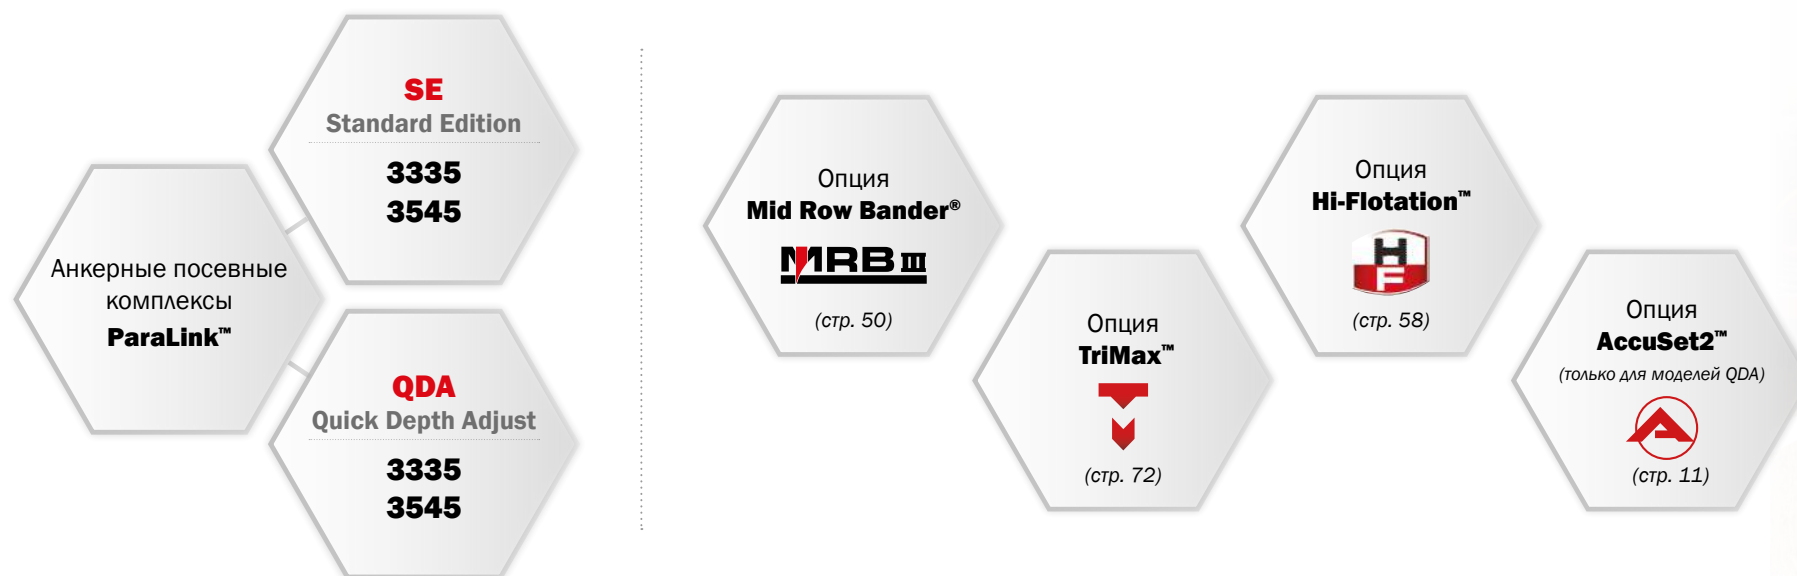 Анкерные посевные
комплексы
ParaLink™
SE
Standard Edition
3335
3545
QDA
Quick Depth Adjust
3335
3545
Опция
Mid Row Bander®
MRB III
(стр. 50)
Опция
TriMax™
(стр. 72)
Опция
Hi-Flotation™
HF
(стр. 58)
Опция
AccuSet2™
(только для моделей QDA)
(стр. 11)